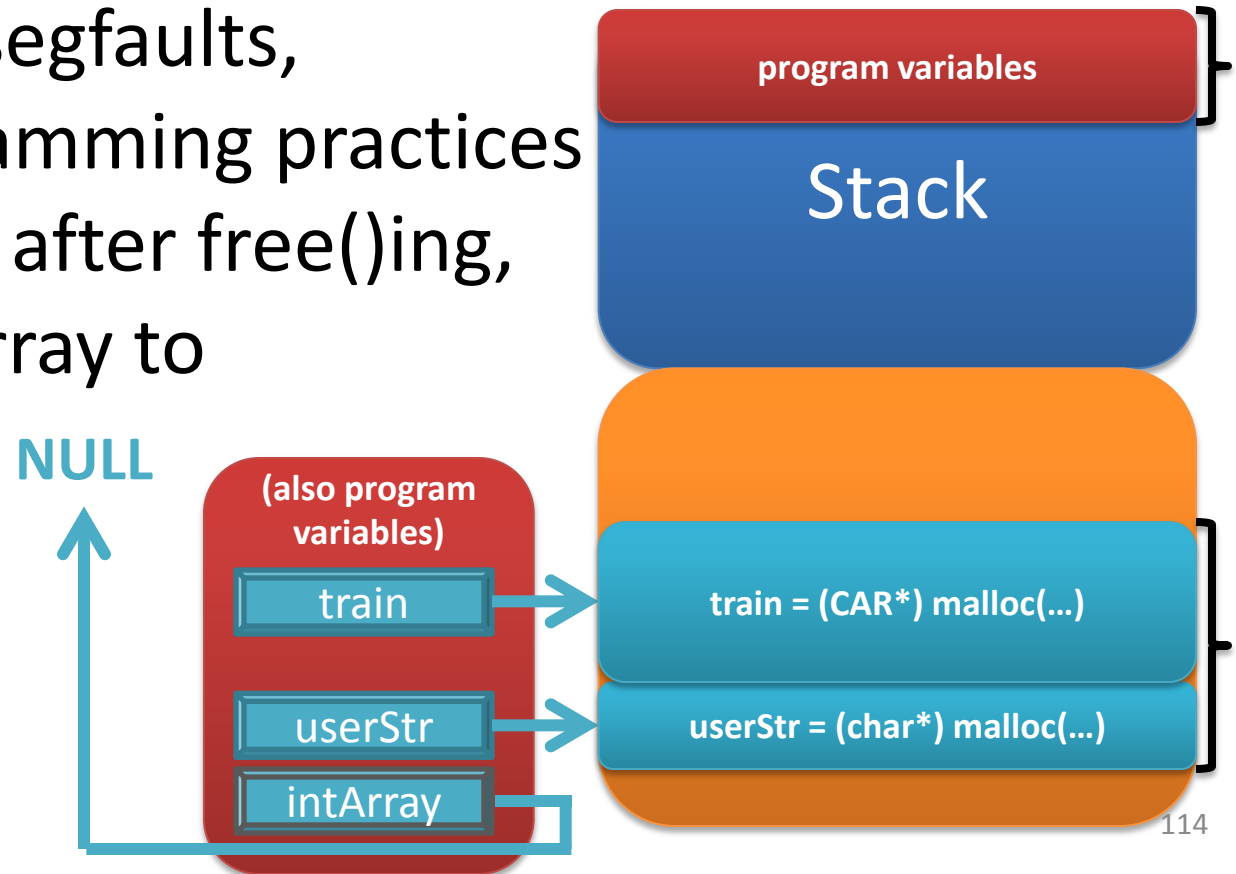 segfaults,
amming practices
after free()ing,
rray to
NULL
(also program
variables)
train
userStr
intArray
program variables
Stack
train = (CAR*) malloc(…)
userStr = (char*) malloc(…)
114